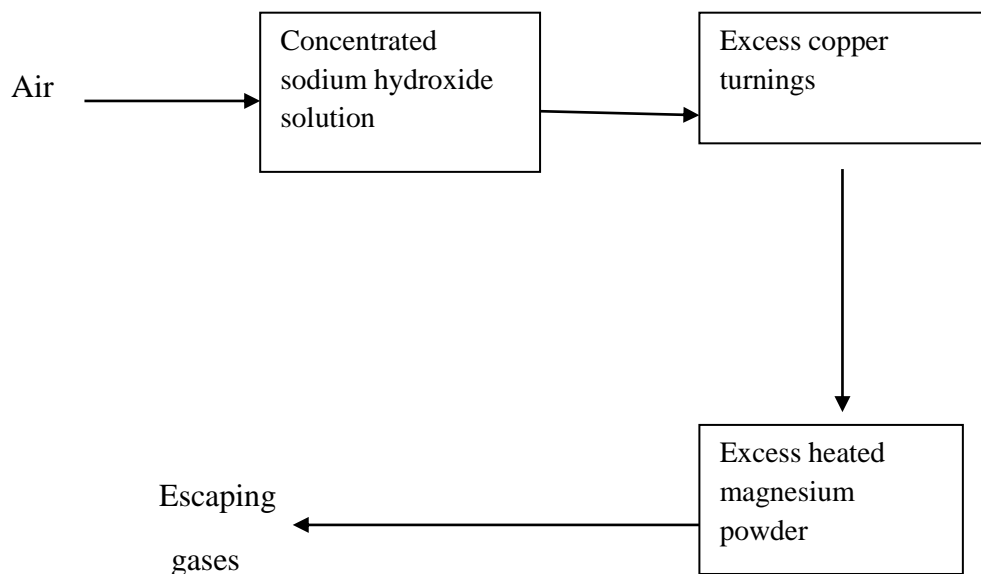 Air
Concentrated
sodium hydroxide
solution
Excess copper
turnings
Excess heated
magnesium
powder
Escaping
gases